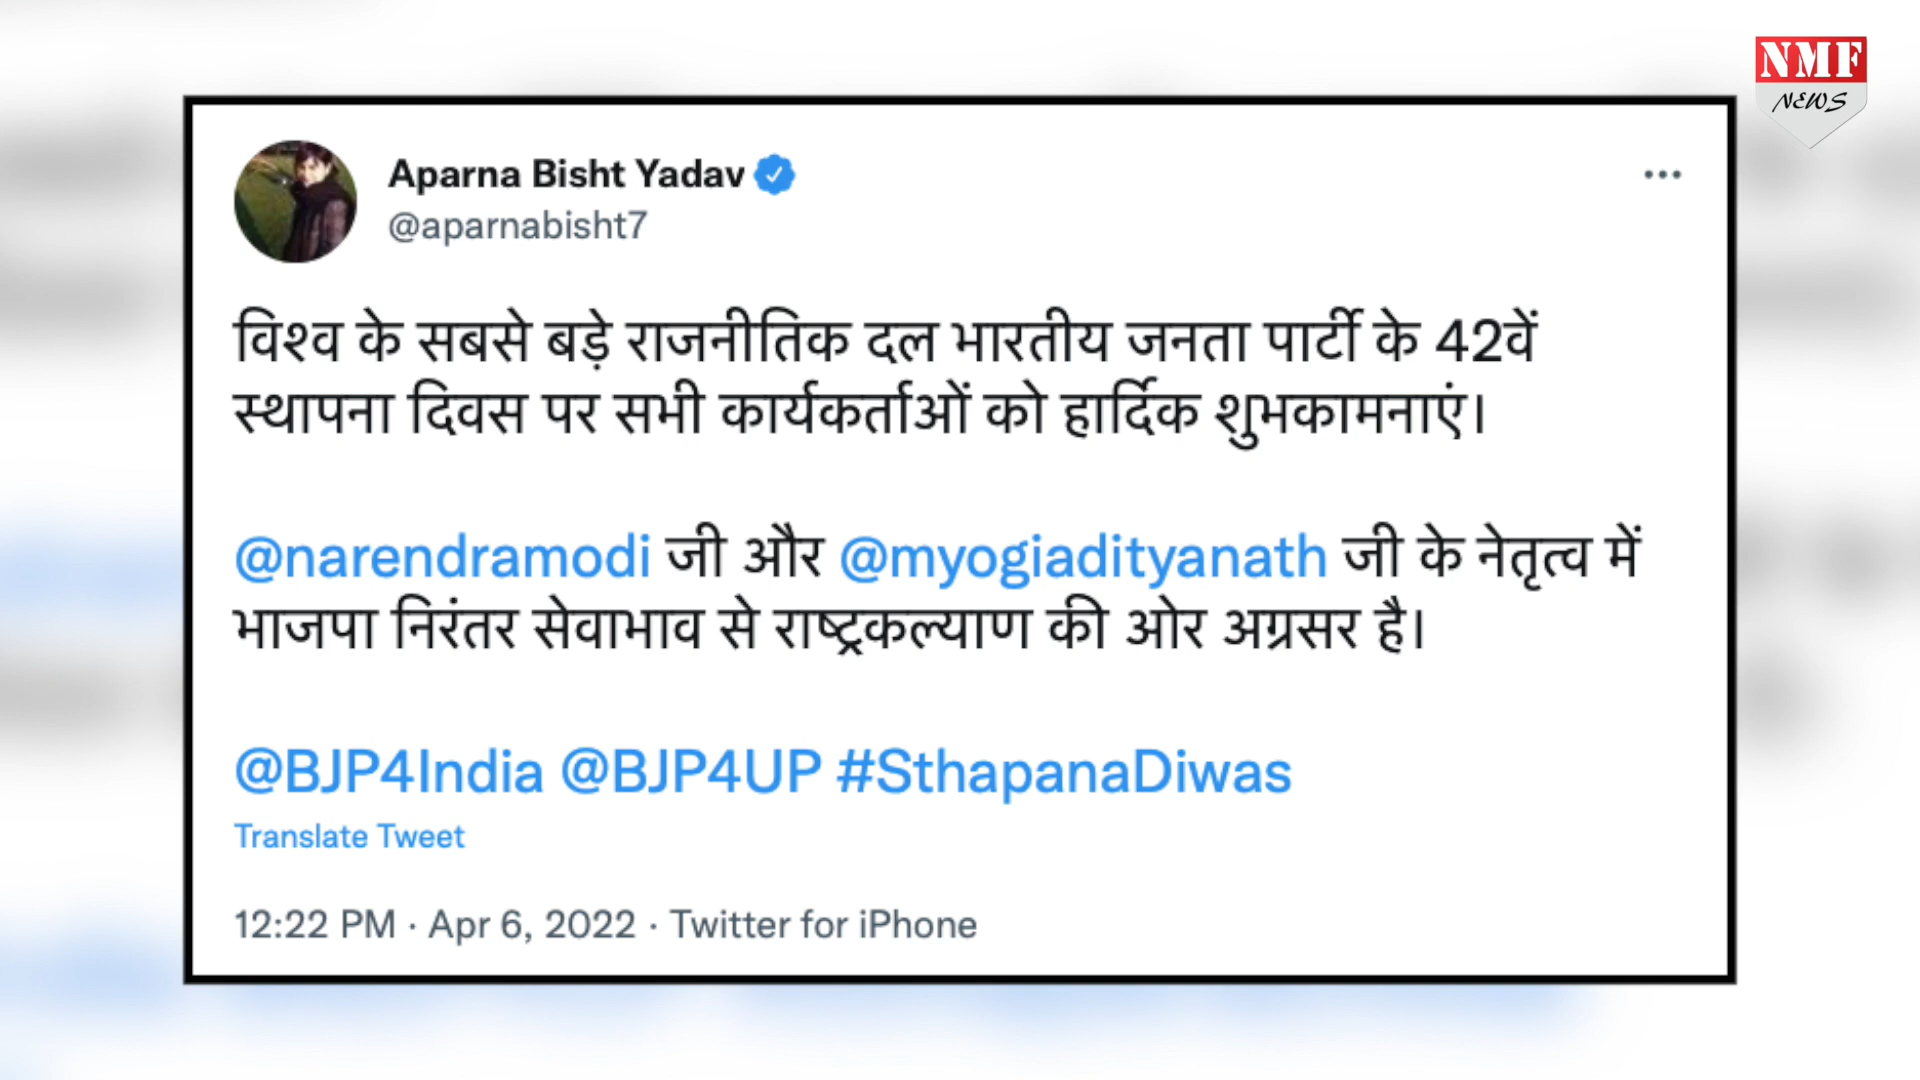 NMF
NEWS
Aparna Bisht Yadav
@aparnabisht7
विश्व के सबसे बड़े राजनीतिक दल भारतीय जनता पार्टी के 42वें
स्थापना दिवस पर सभी कार्यकर्ताओं को हार्दिक शुभकामनाएं।
@narendramodi जी और @myogiadityanath जी के नेतृत्व में
भाजपा निरंतर सेवाभाव से राष्ट्रकल्याण की ओर अग्रसर है।
@BJP4India @BJP4UP #SthapanaDiwas
Translate Tweet
12:22 PM · Apr 6, 2022 · Twitter for iPhone